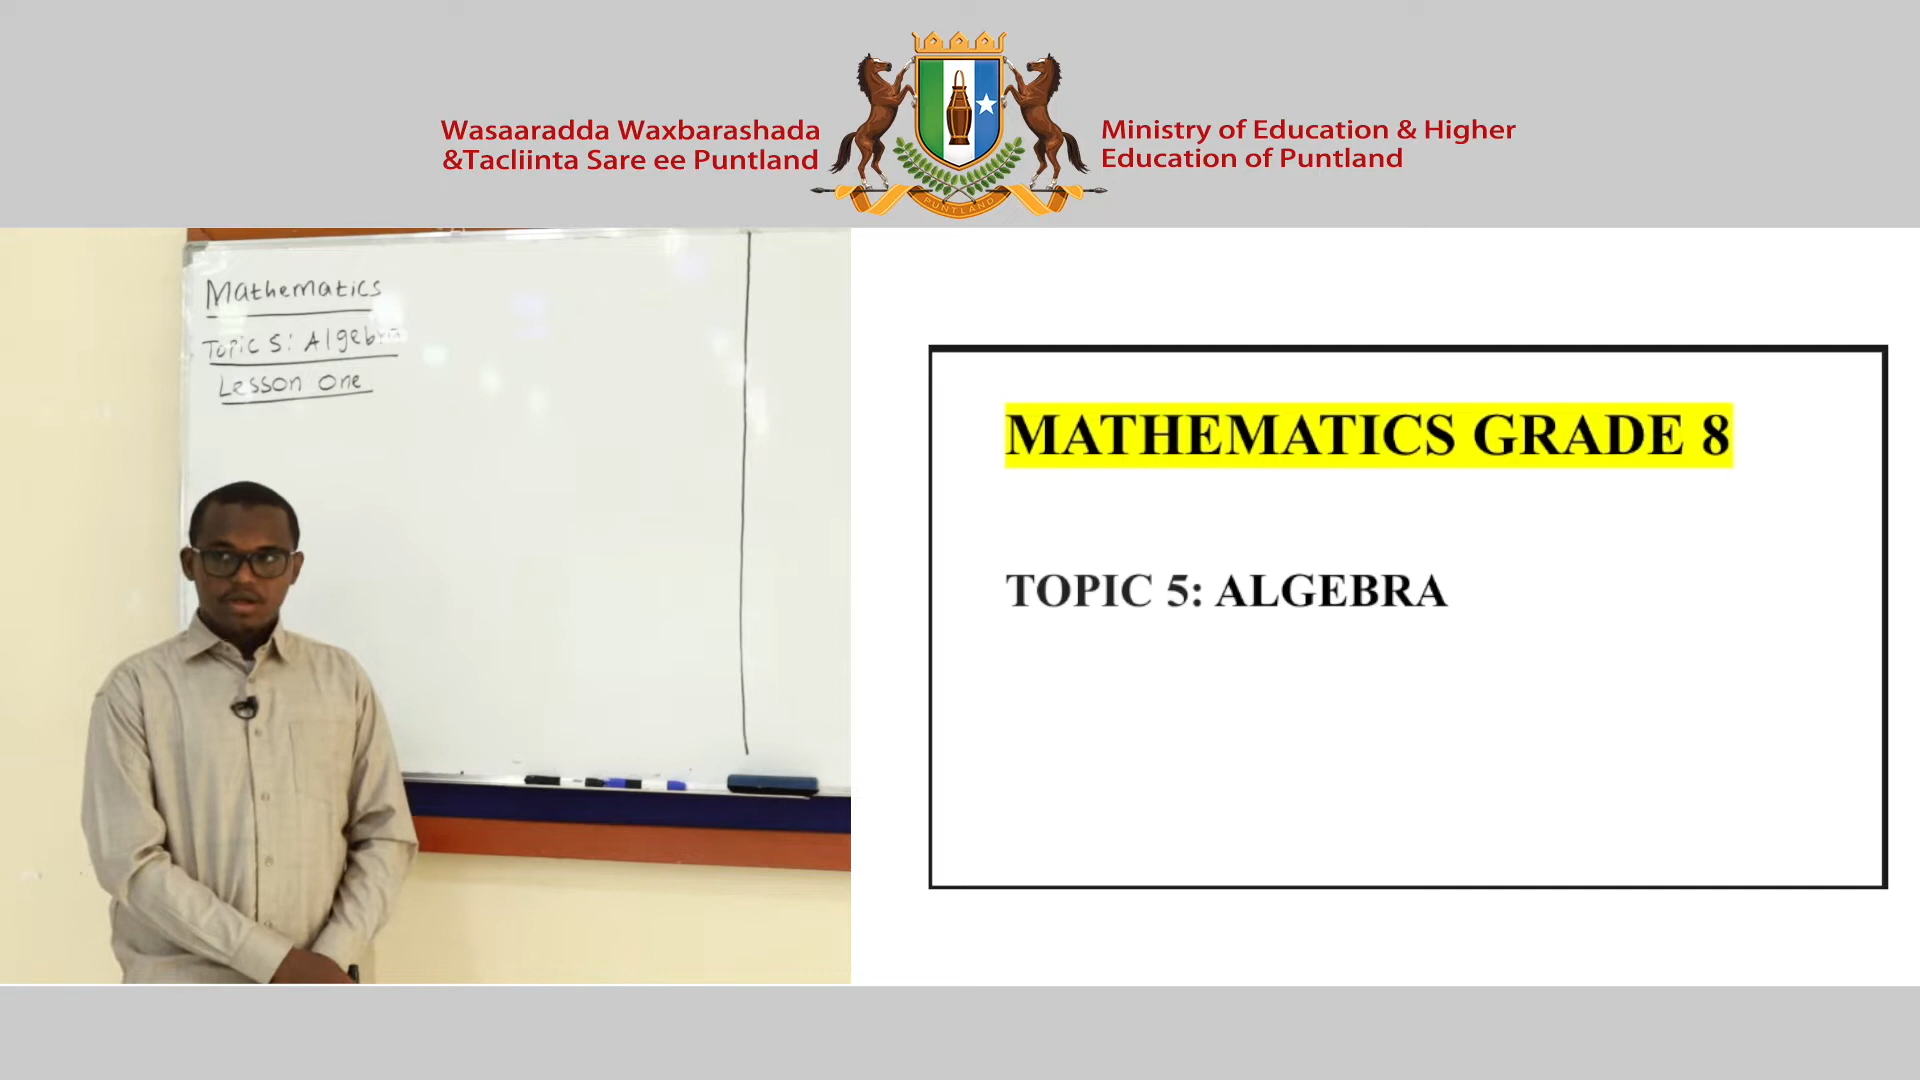 Wasaaradda Waxbarashada
&Tacliinta Sare ee Puntland
Ministry of Education & Higher
Education of Puntland
PUNTLAND
Mathematics
Topic 5: Algebra
Lesson One
MATHEMATICS GRADE 8
TOPIC 5: ALGEBRA